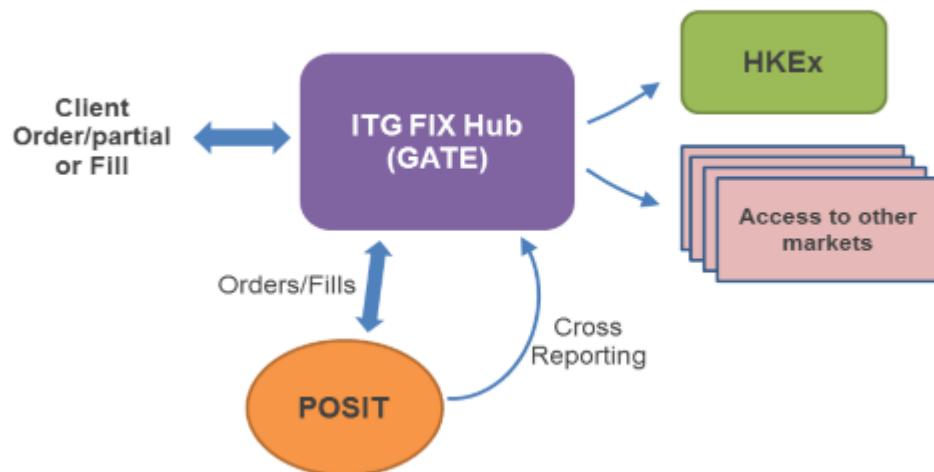 Client
Order/partial
or Fill
ITG FIX Hub
(GATE)
HKEx
Access to other
markets
Orders/Fills
Cross
Reporting
POSIT